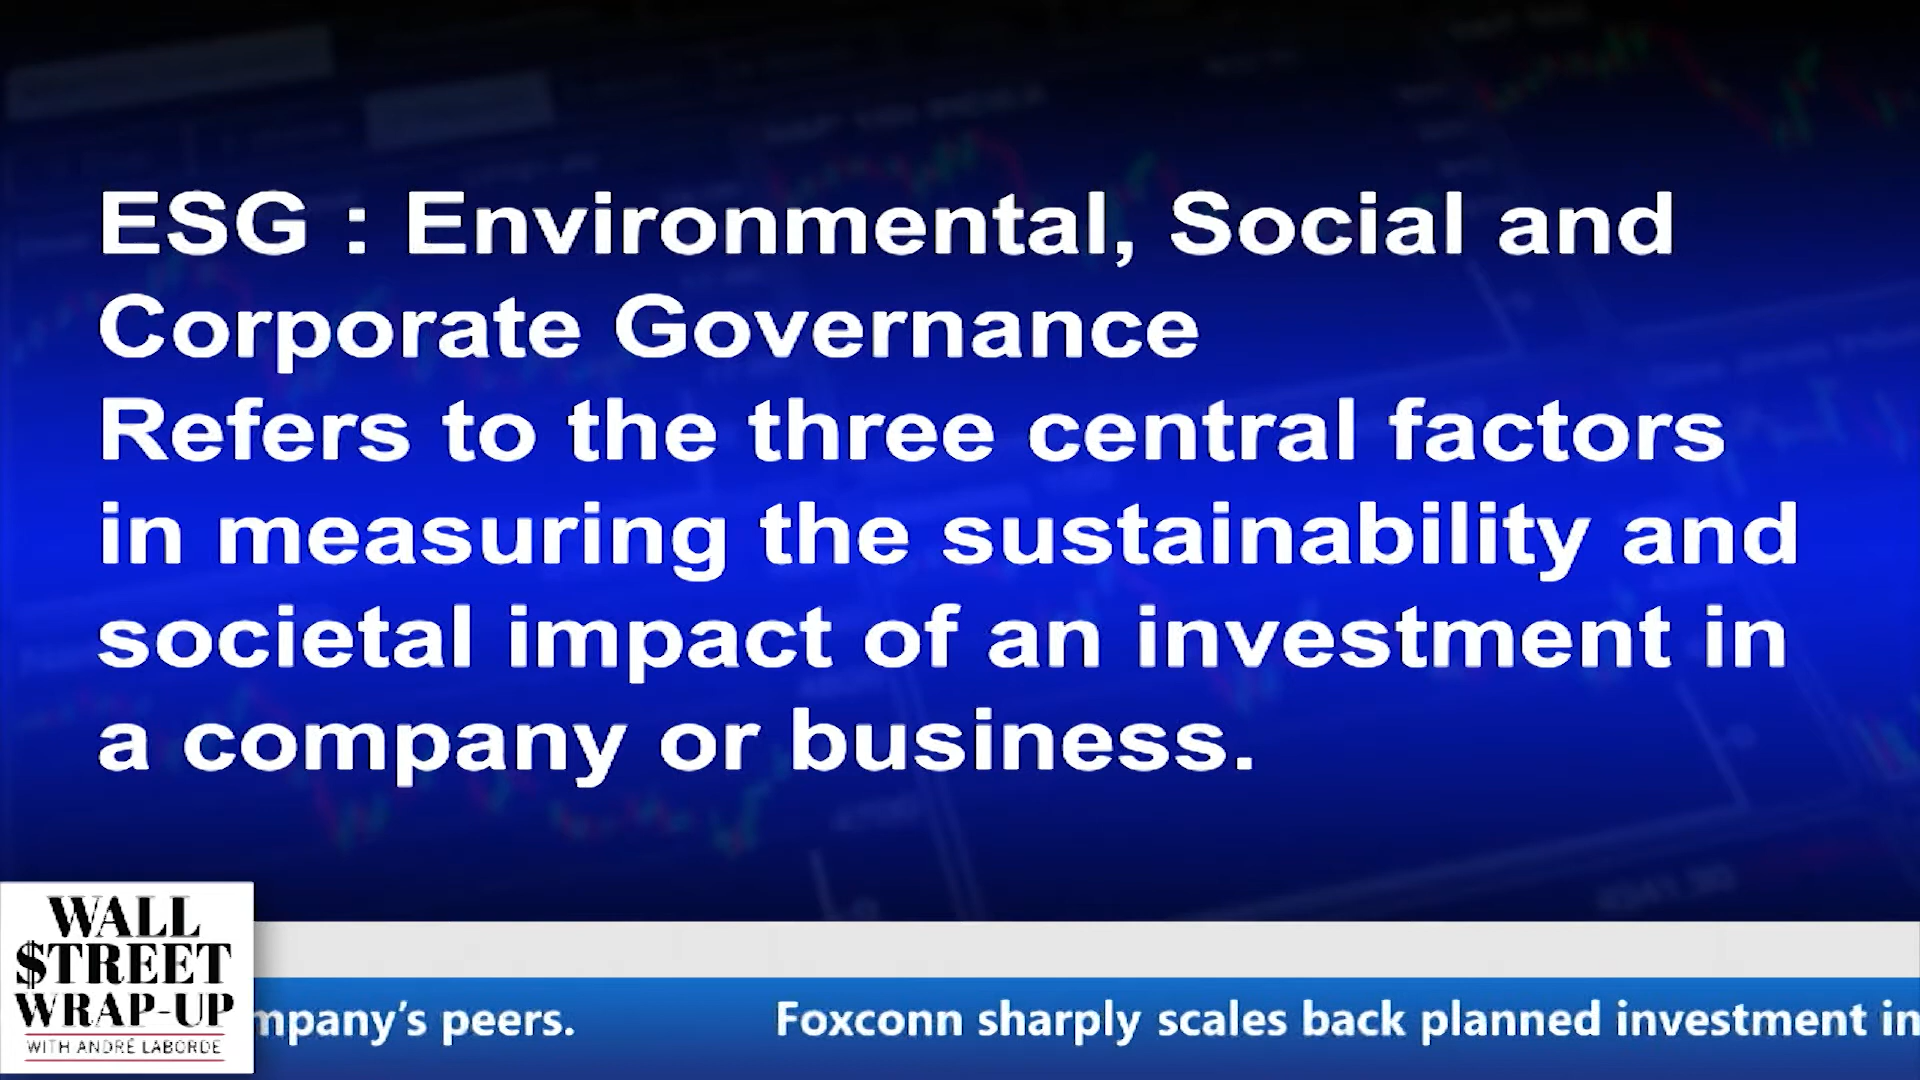 ESG : Environmental, Social and
Corporate Governance
Refers to the three central factors
in measuring the sustainability and
societal impact of an investment in
a company or business.
WALL
$TREET
WRAP-UP
WITH ANDRÉ LABORDE
mpany’s peers. Foxconn sharply scales back planned investment in